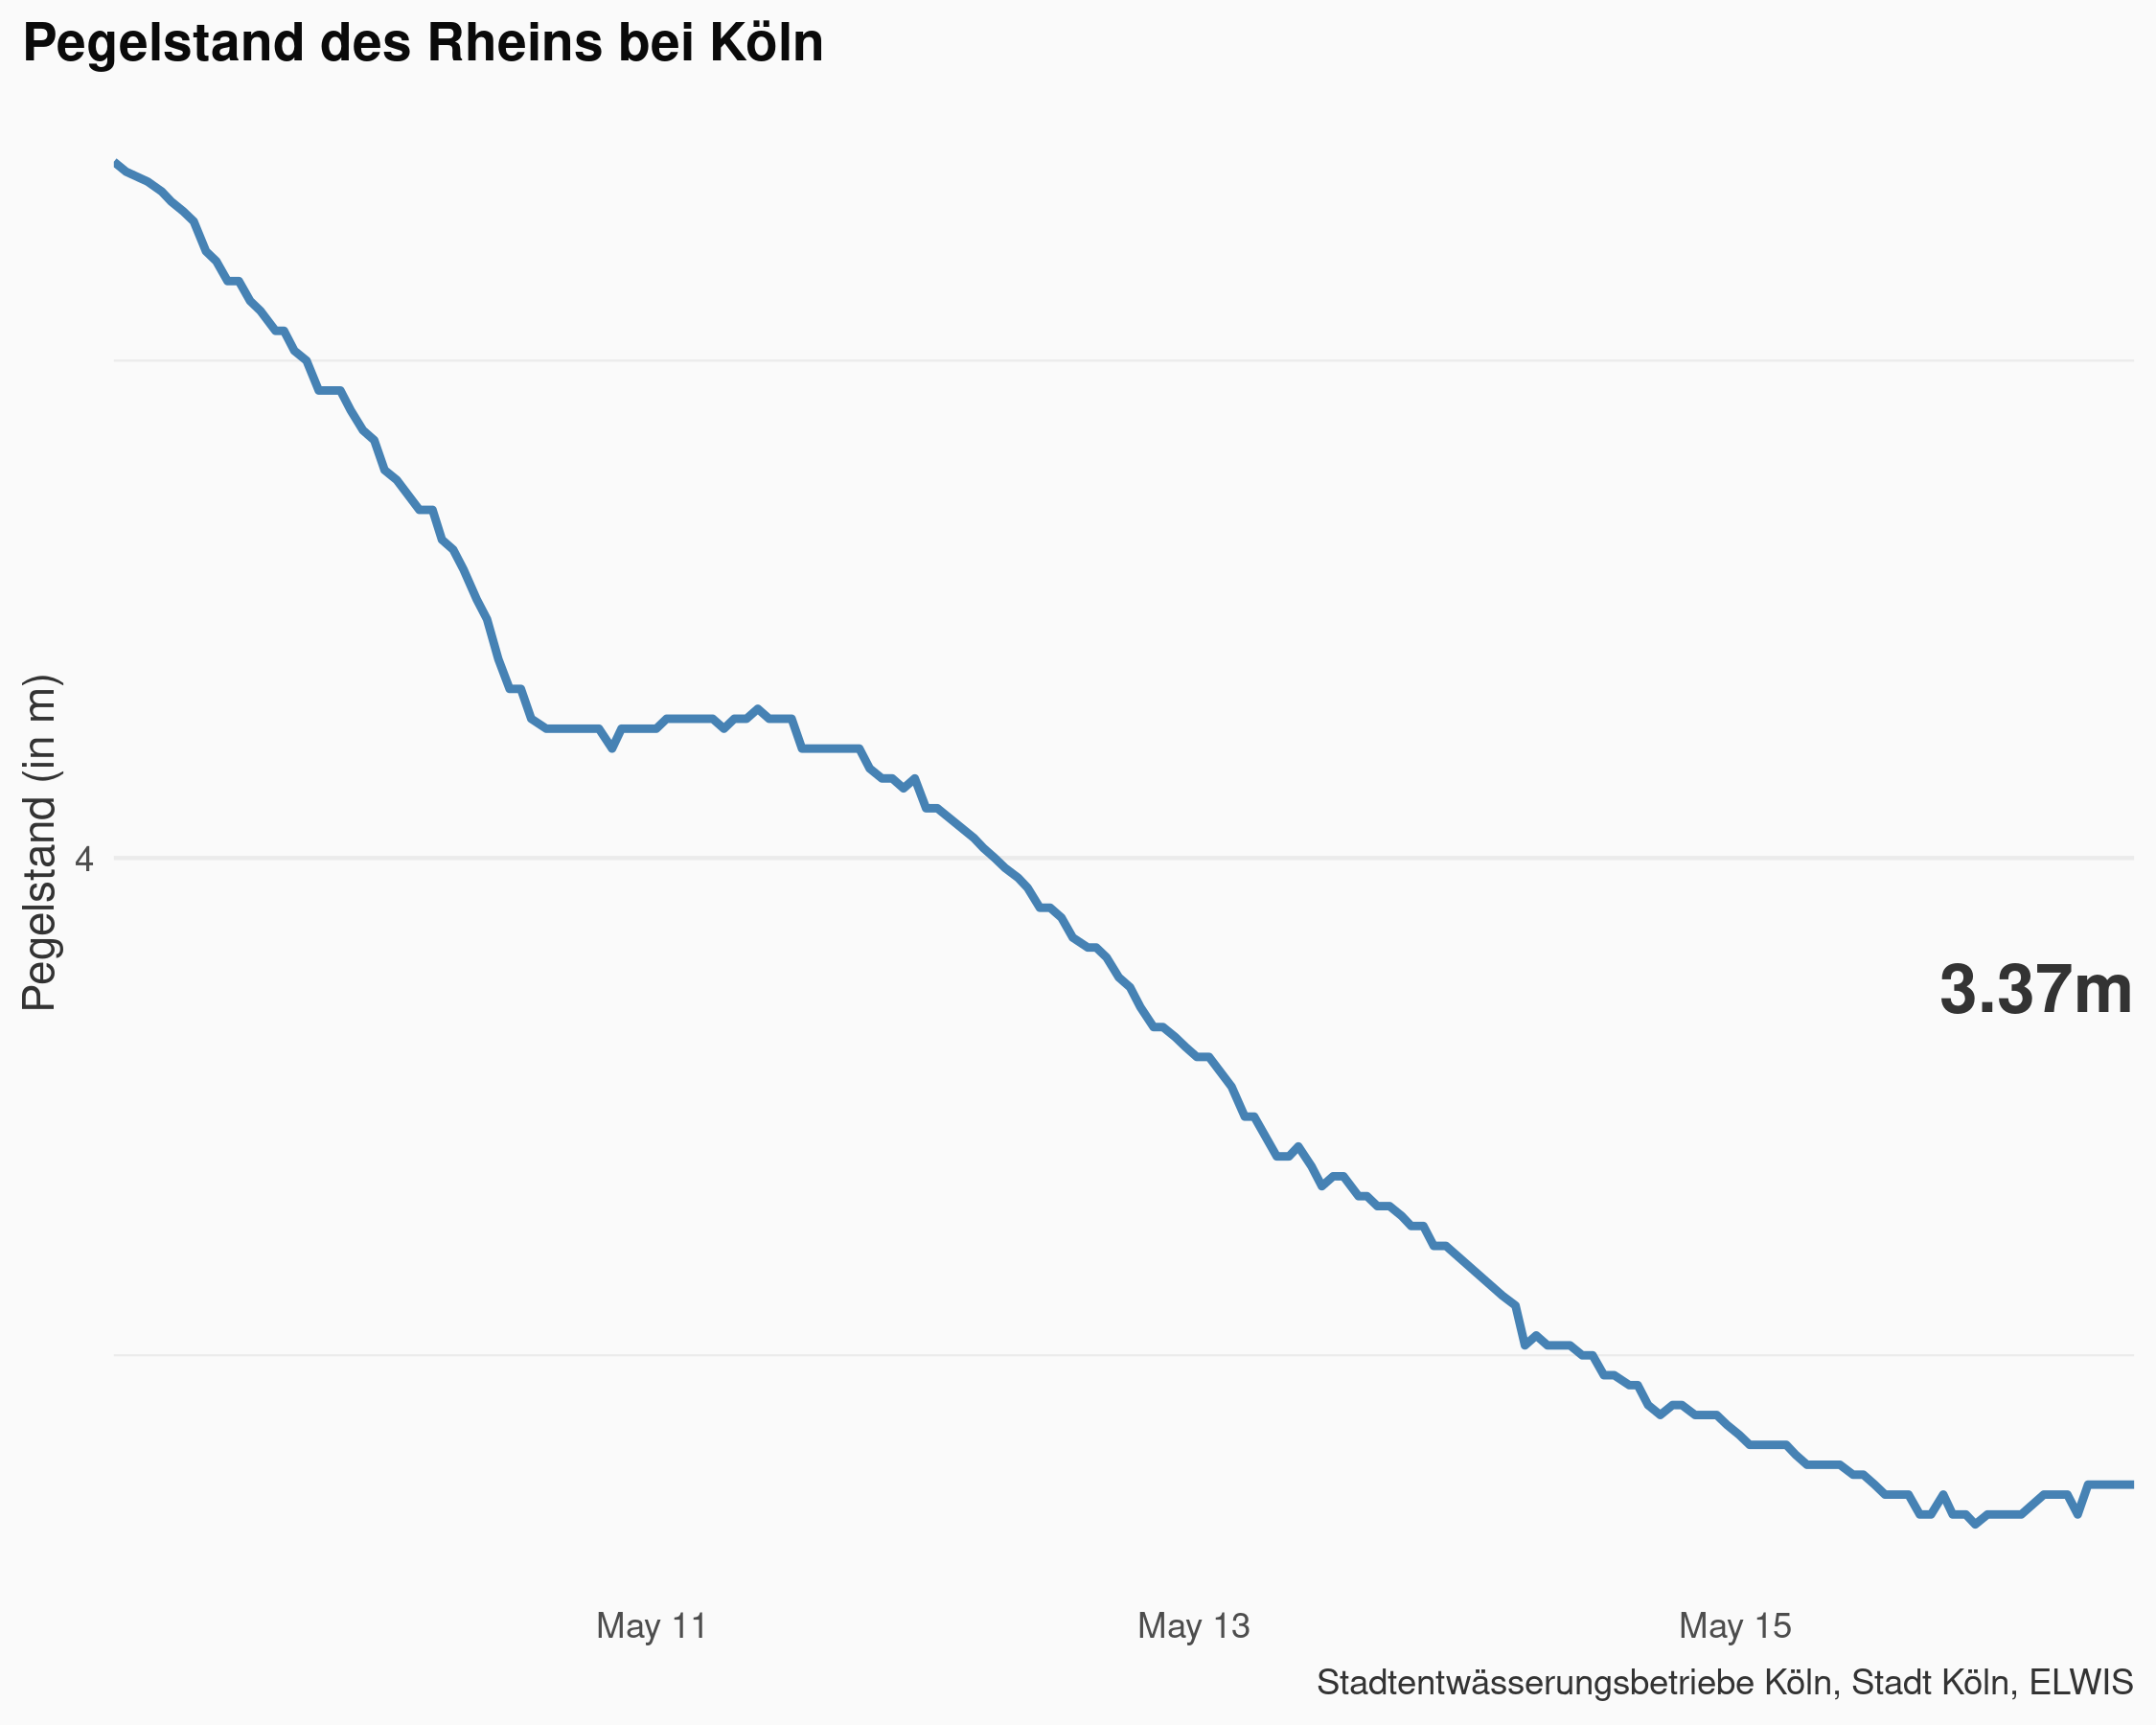 Pegelstand des Rheins bei Köln
Pegelstand (in m)
4
3.37m
May 11
May 13
May 15
Stadtentwässerungsbetriebe Köln, Stadt Köln, ELWIS